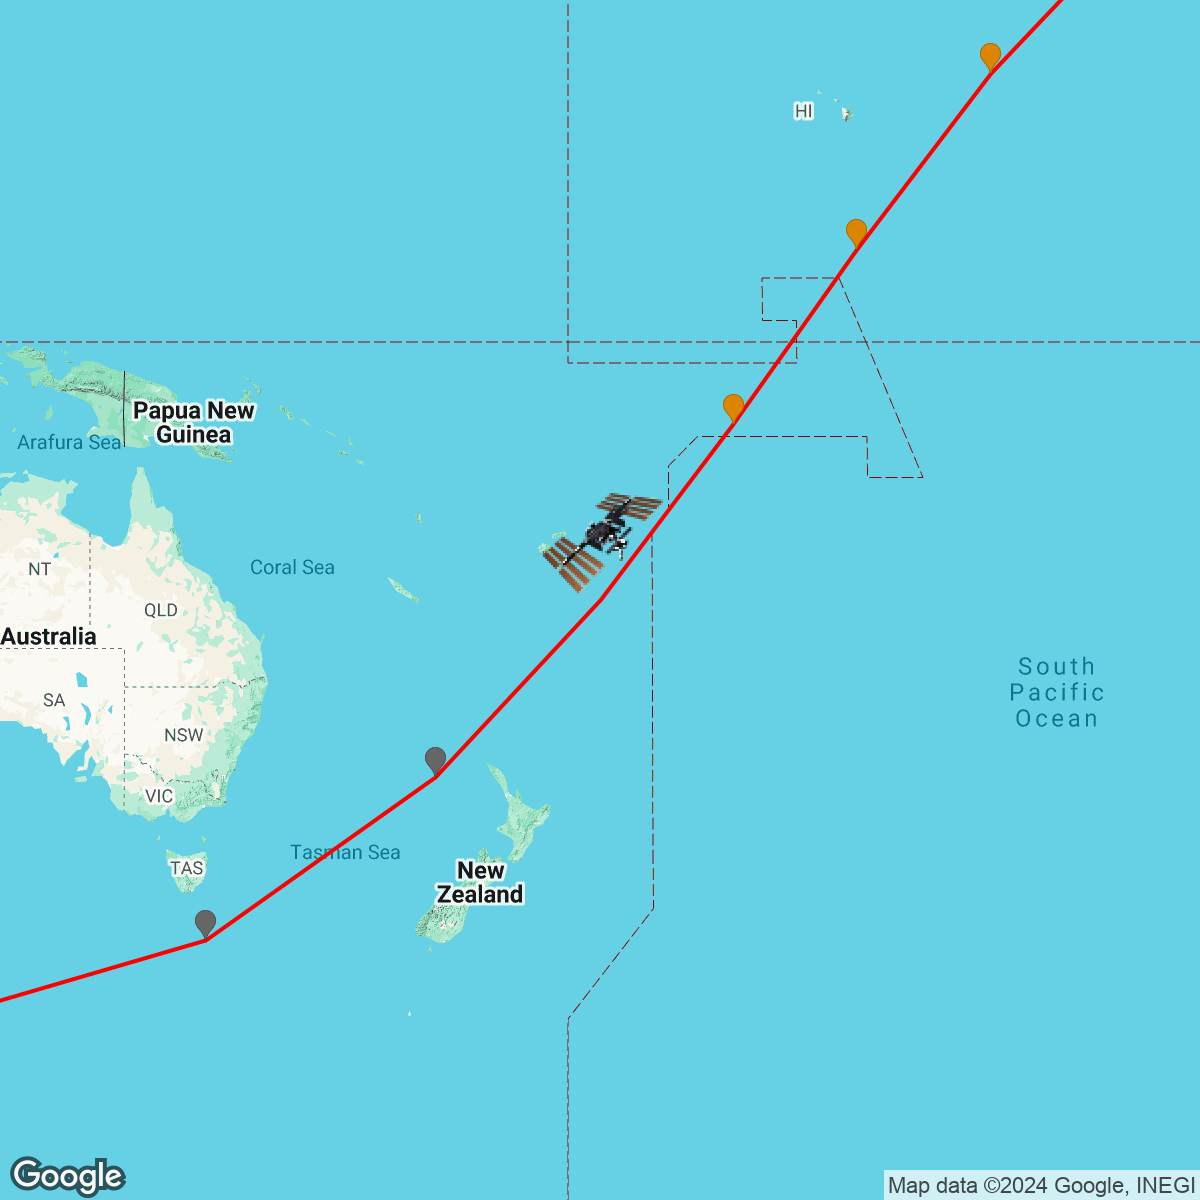 HI
Papua New
Guinea
Arafura Sea
NT
Coral Sea
QLD
Australia
SA
NSW
VIC
TAS
Tasman Sea
New
Zealand
South
Pacific
Ocean
Google
Map data ©2024 Google, INEGI